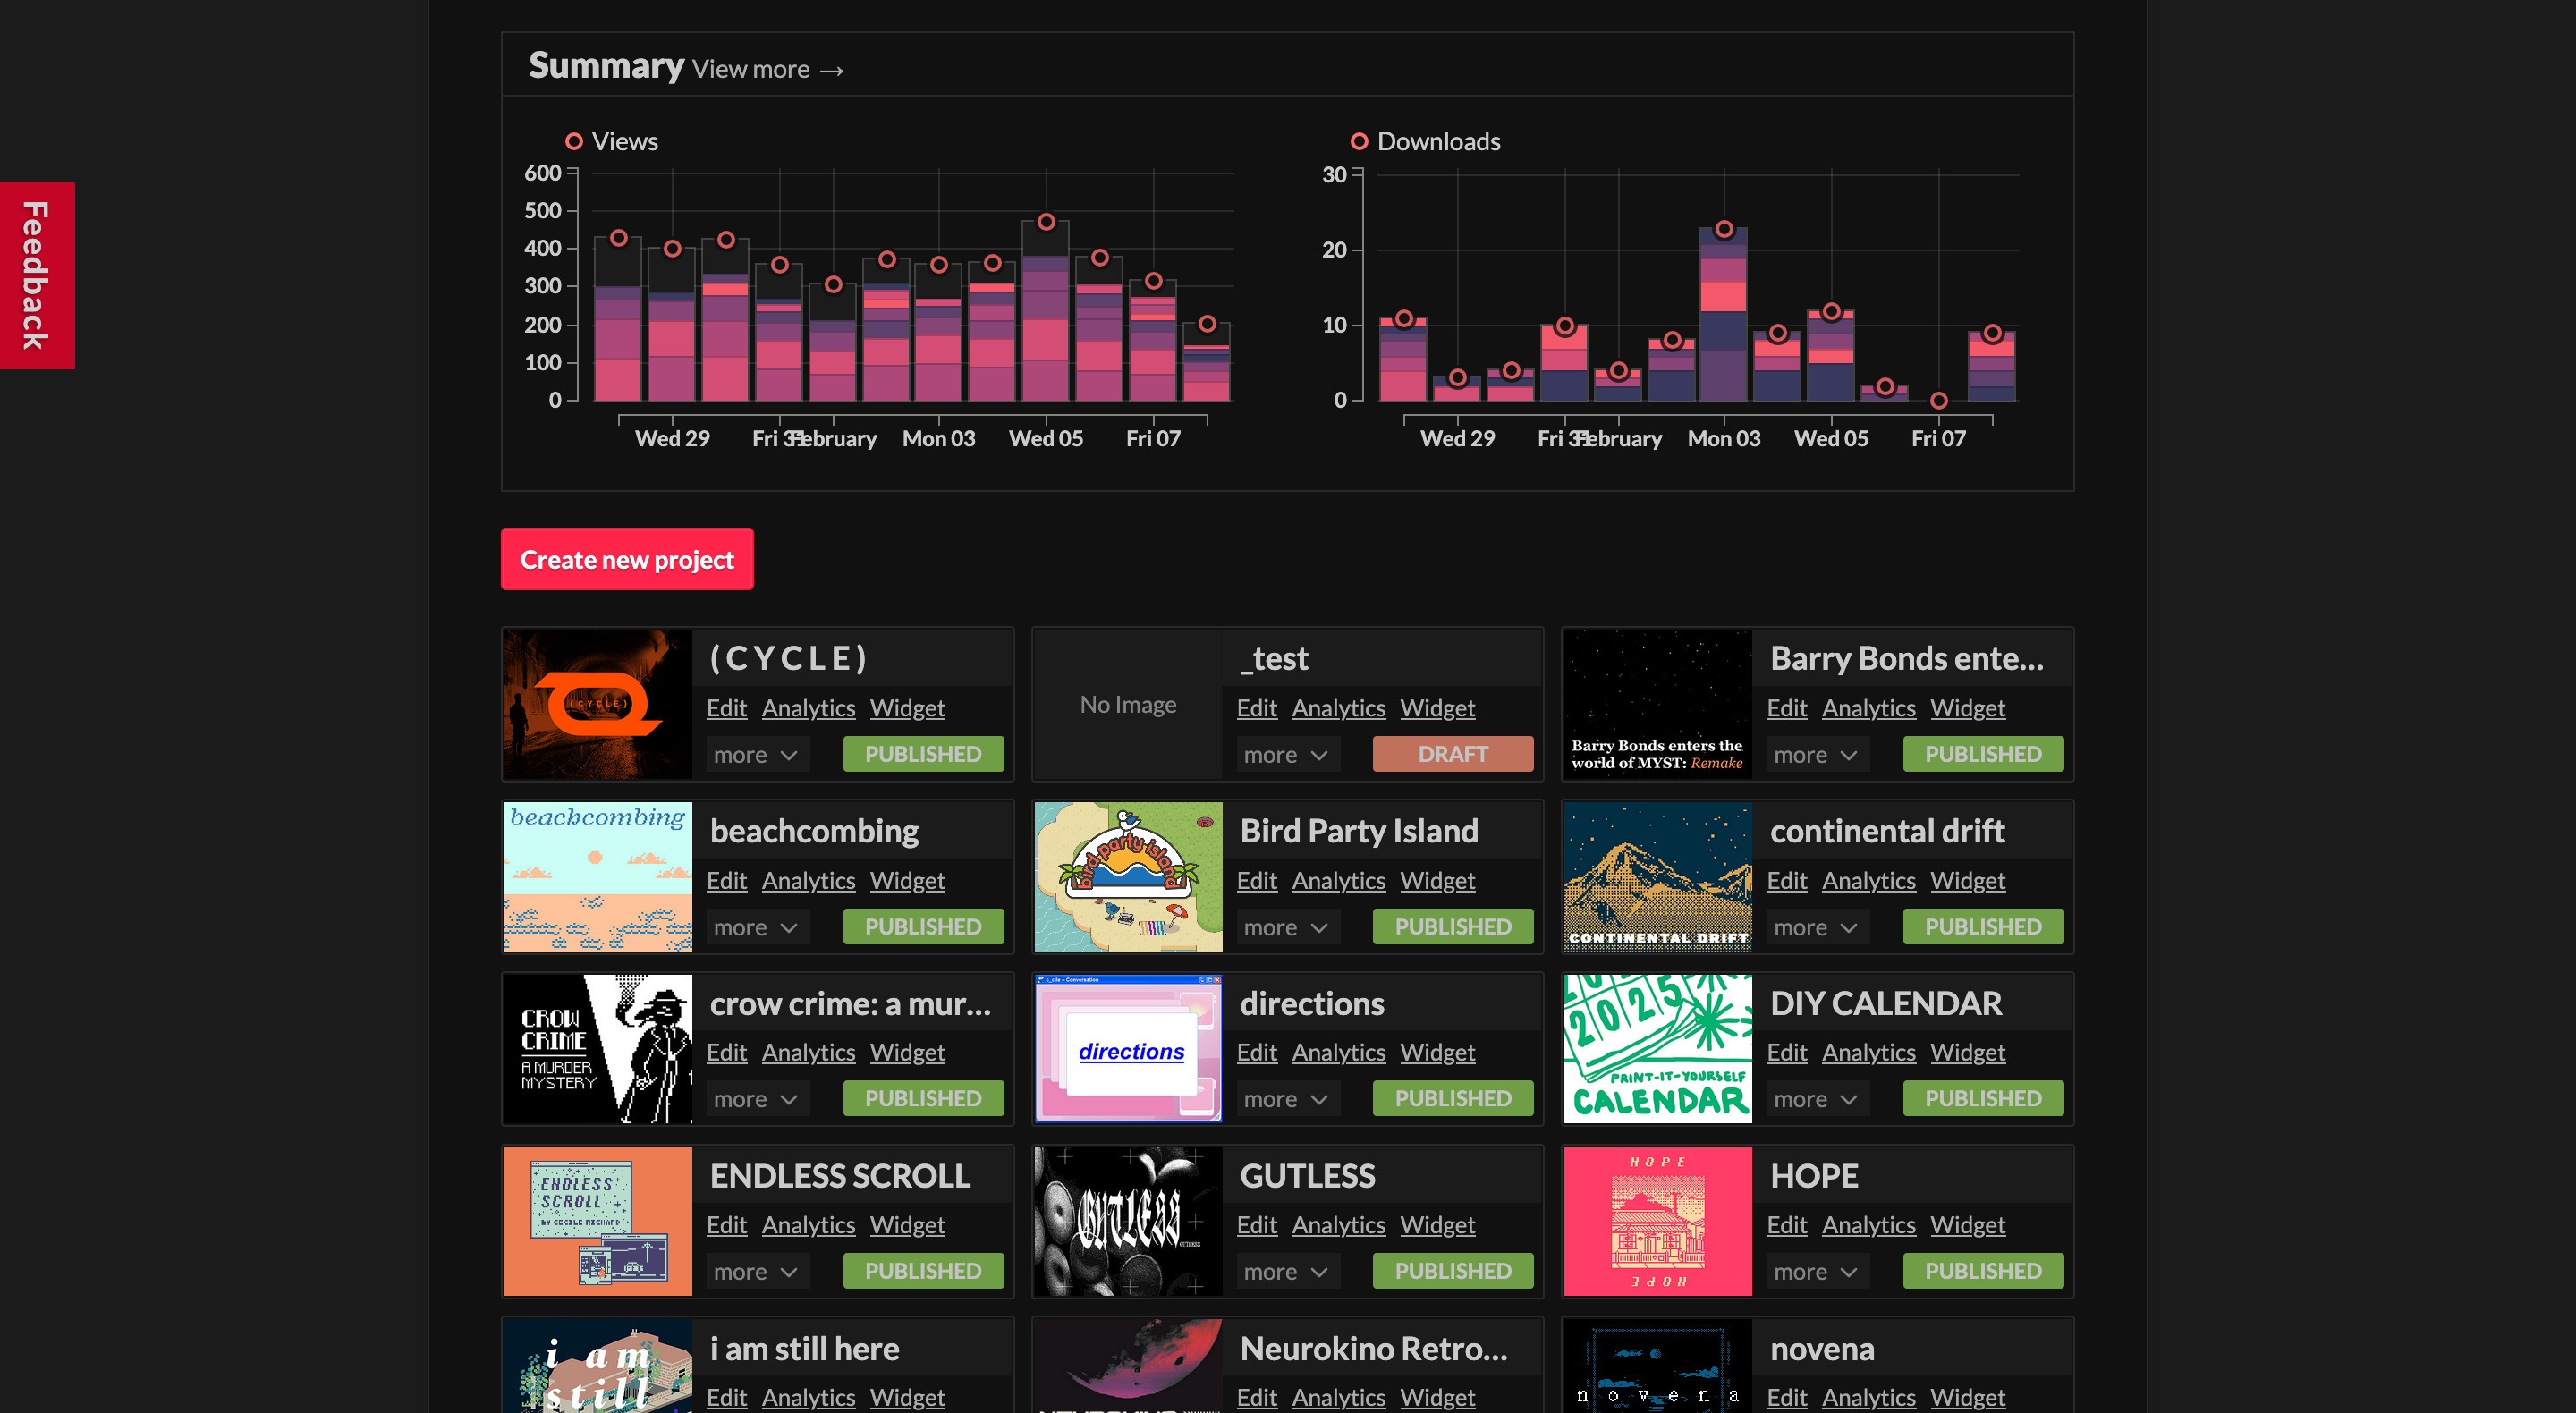 Summary View more →
Views
600
500
400
300
200
100
0
Wed 29 Fri 31 February Mon 03 Wed 05 Fri 07
Downloads
30
20
10
0
Wed 29 Fri 31 February Mon 03 Wed 05 Fri 07
Feedback
Create new project
( C Y C L E )
( C Y C L E )
Edit Analytics Widget
more PUBLISHED
No Image
_test
Edit Analytics Widget
more DRAFT
Barry Bonds enters the
world of MYST: Remake
Barry Bonds ente...
Edit Analytics Widget
more PUBLISHED
beachcombing
beachcombing
Edit Analytics Widget
more PUBLISHED
bird party island
Bird Party Island
Edit Analytics Widget
more PUBLISHED
CONTINENTAL DRIFT
continental drift
Edit Analytics Widget
more PUBLISHED
CROW
CRIME
A MURDER
MYSTERY
crow crime: a mur...
Edit Analytics Widget
more PUBLISHED
directions
directions
Edit Analytics Widget
more PUBLISHED
2025
PRINT-IT-YOURSELF
CALENDAR
DIY CALENDAR
Edit Analytics Widget
more PUBLISHED
ENDLESS
SCROLL
BY CECILE RICHARD
ENDLESS SCROLL
Edit Analytics Widget
more PUBLISHED
GUTLESS
GUTLESS
GUTLESS
Edit Analytics Widget
more PUBLISHED
HOPE
HOPE
HOPE
Edit Analytics Widget
more PUBLISHED
i am
still
i am still here
Edit Analytics Widget
Neurokino Retro...
Edit Analytics Widget
novena
novena
Edit Analytics Widget